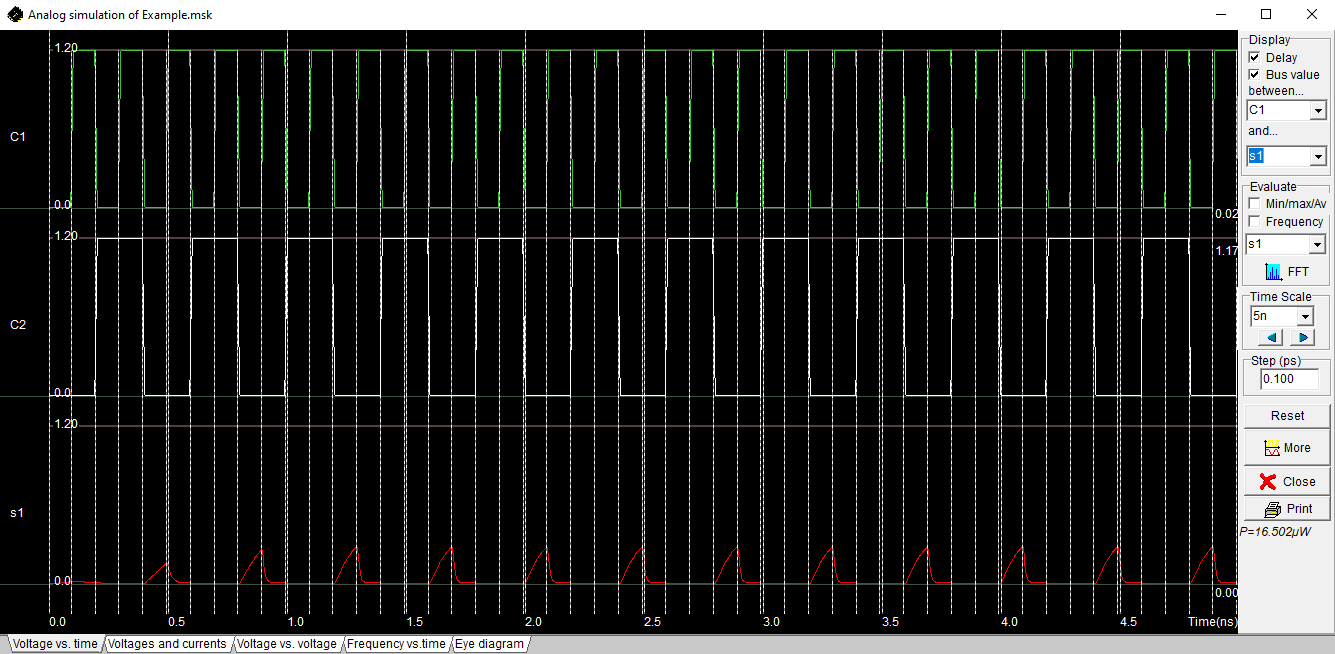 Analog simulation of Example.msk
1.20
C1
0.0
0.02
1.20
1.17
C2
0.0
1.20
s1
0.0
0.00
0.0 0.5 1.0 1.5 2.0 2.5 3.0 3.5 4.0 4.5 Time(ns)
Voltage vs. time Voltages and currents Voltage vs. voltage Frequency vs.time Eye diagram
Display
Delay
Bus value
between...
C1
and...
s1
Evaluate
Min/max/Av
Frequency
s1
FFT
Time Scale
5n
Step (ps)
0.100
Reset
More
Close
Print
P=16.502µW